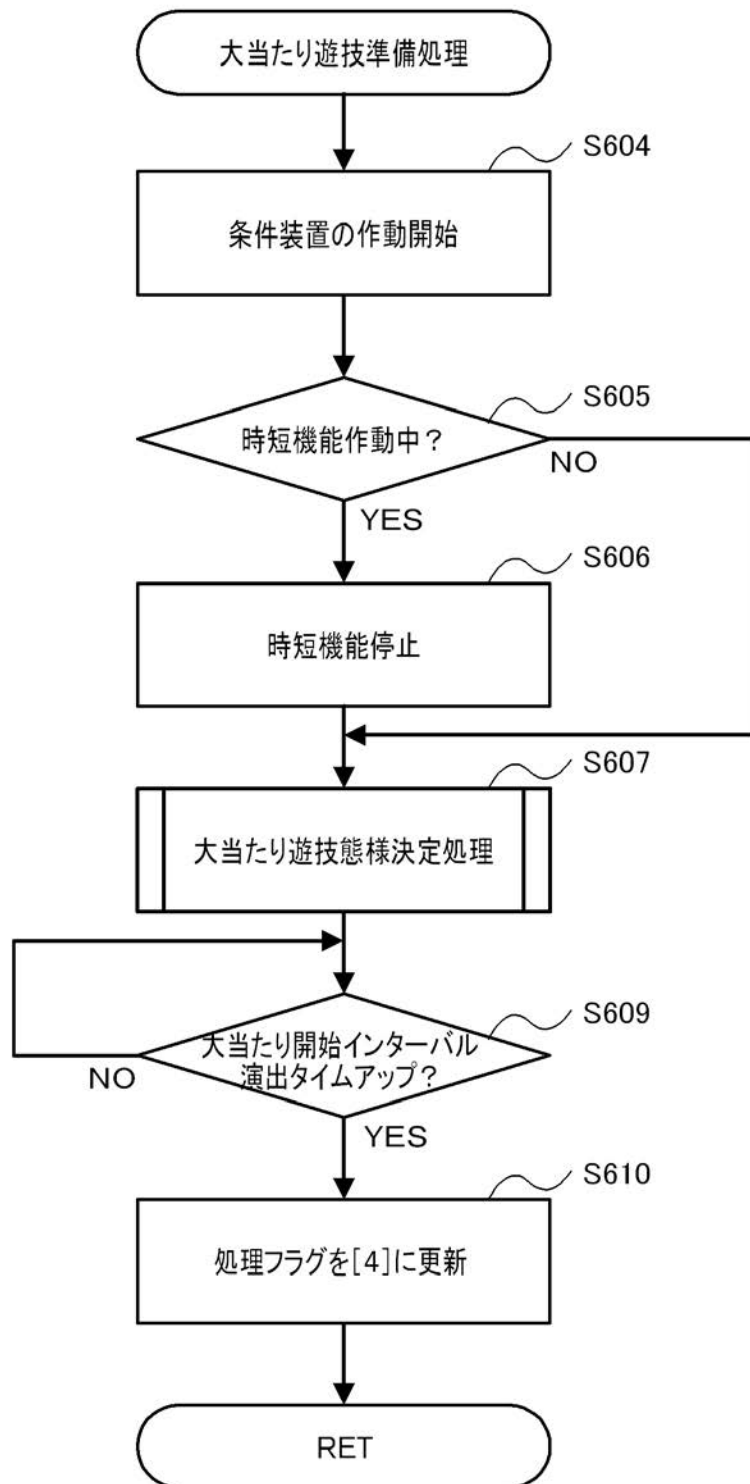 大当たり遊技準備処理
S604
条件装置の作動開始
S605
時短機能作動中？
NO
YES
S606
時短機能停止
S607
大当たり遊技態様決定処理
S609
大当たり開始インターバル
演出タイムアップ？
NO
YES
S610
処理フラグを[4]に更新
RET